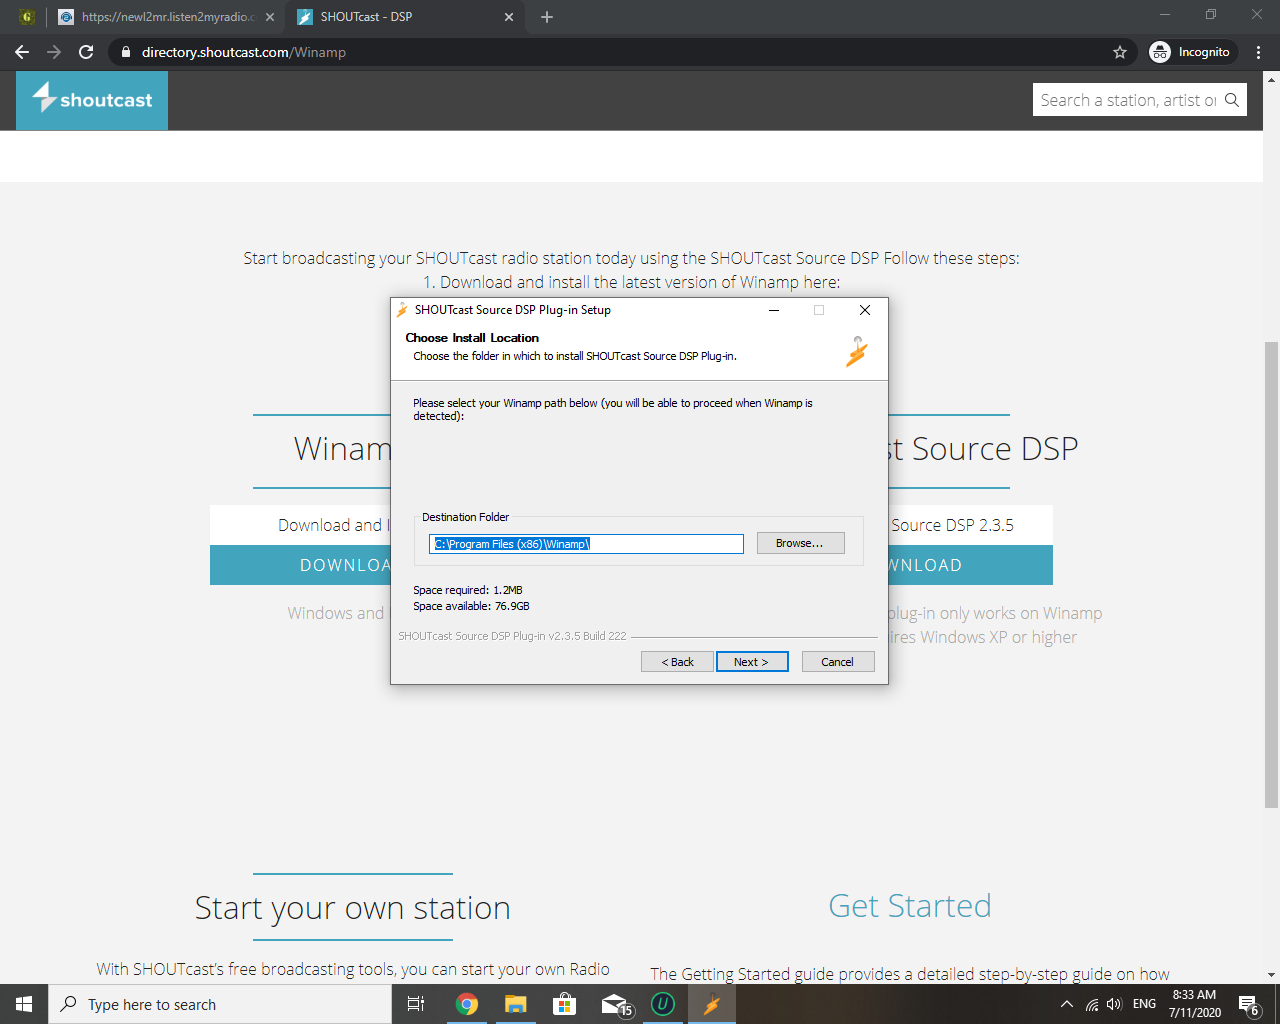 https://newl2mr.listen2myradio.c
SHOUTcast - DSP
directory.shoutcast.com/Winamp
Incognito
shoutcast
Search a station, artist or
Start broadcasting your SHOUTcast radio station today using the SHOUTcast Source DSP Follow these steps:
1. Download and install the latest version of Winamp here:
SHOUTcast Source DSP Plug-in Setup
Choose Install Location
Choose the folder in which to install SHOUTcast Source DSP Plug-in.
Please select your Winamp path below (you will be able to proceed when Winamp is
detected):
Winam
st Source DSP
Destination Folder
Download and
Source DSP 2.3.5
C:\Program Files (x86)\Winamp\
Browse...
DOWNLOA
WNLOAD
Space required: 1.2MB
Space available: 76.9GB
Windows and
plug-in only works on Winamp
ires Windows XP or higher
SHOUTcast Source DSP Plug-in v2.3.5 Build 222
< Back
Next >
Cancel
Start your own station
Get Started
With SHOUTcast's free broadcasting tools, you can start your own Radio
The Getting Started guide provides a detailed step-by-step guide on how
Type here to search
15
ENG
8:33 AM
7/11/2020
6